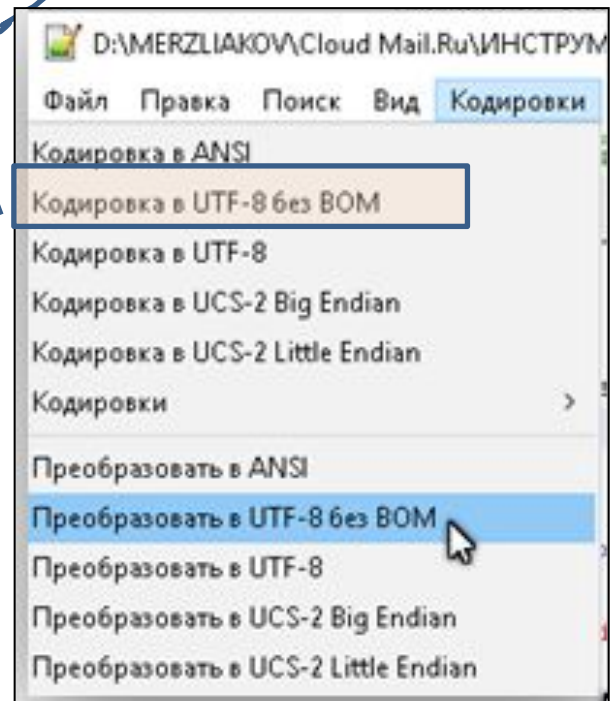 D:\MERZLIAKOV\Cloud Mail.Ru\ИНСТРУМ
Файл Правка Поиск Вид Кодировки
Кодировка в ANSI
Кодировка в UTF-8 без BOM
Кодировка в UTF-8
Кодировка в UCS-2 Big Endian
Кодировка в UCS-2 Little Endian
Кодировки >
Преобразовать в ANSI
Преобразовать в UTF-8 без BOM
Преобразовать в UTF-8
Преобразовать в UCS-2 Big Endian
Преобразовать в UCS-2 Little Endian